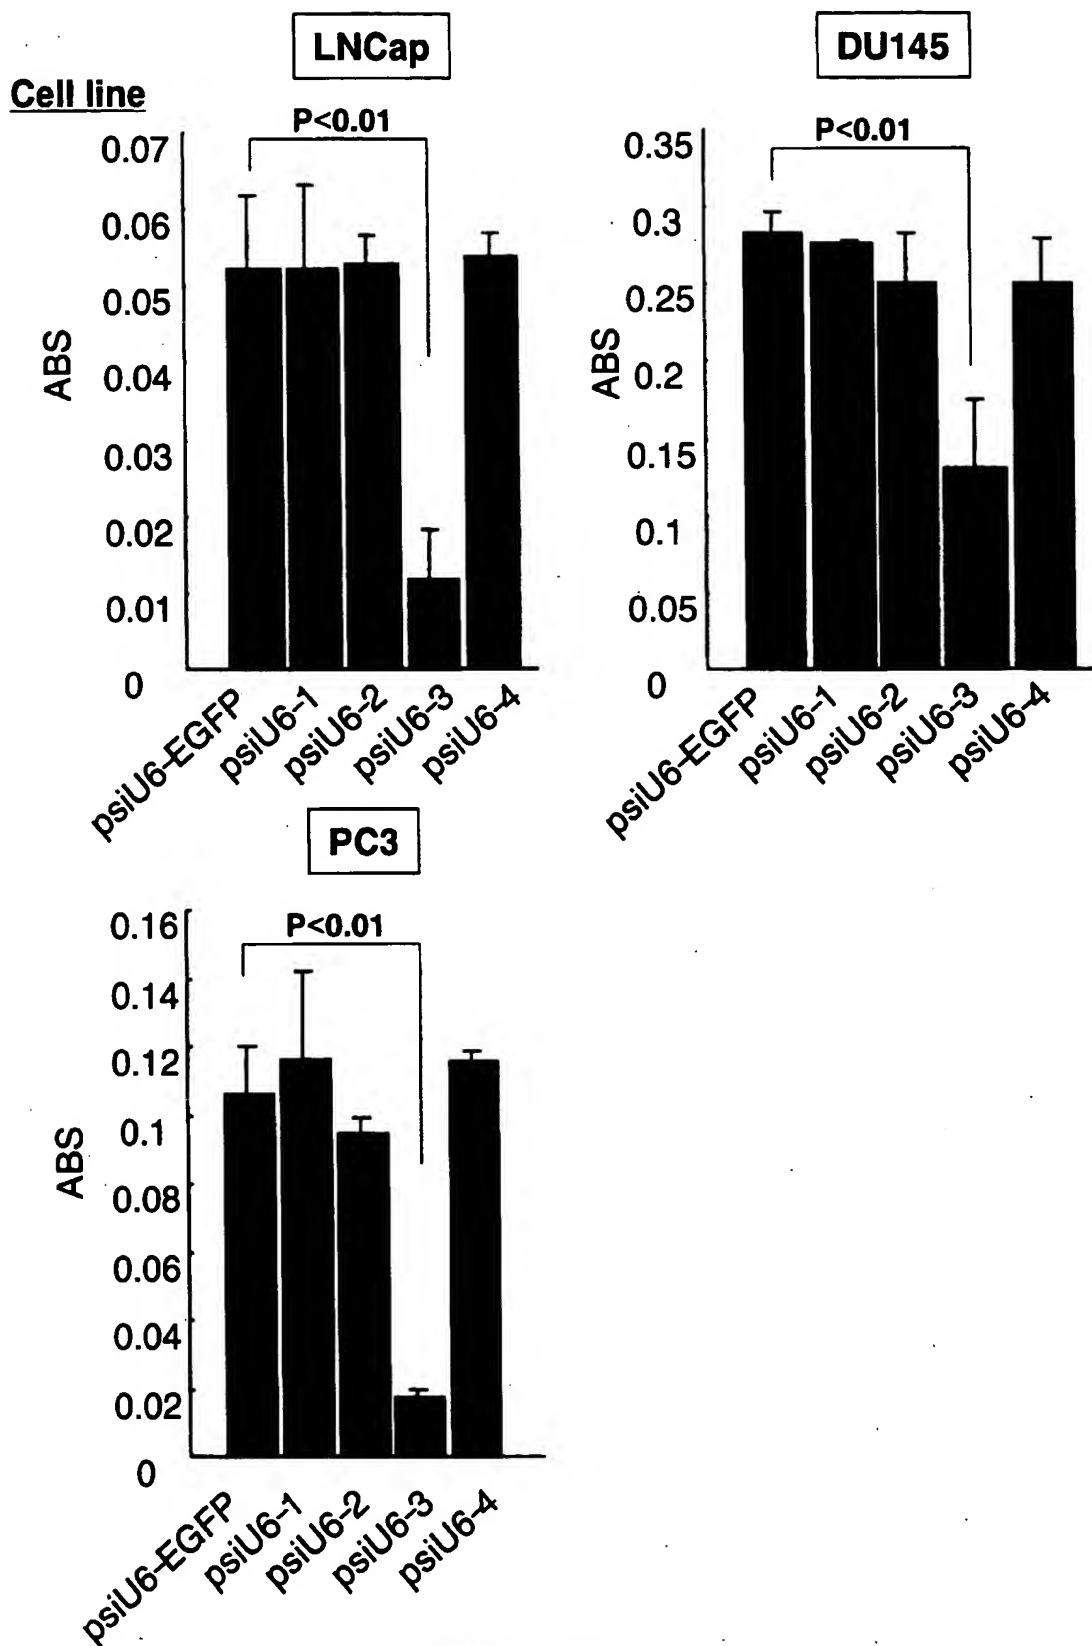 LNCap
DU145
Cell line
P<0.01
0.07
0.06
0.05
0.04
0.03
0.02
0.01
0
ABS
psiU6-EGFP
psiU6-1
psiU6-2
psiU6-3
psiU6-4
P<0.01
0.35
0.3
0.25
0.2
0.15
0.1
0.05
0
ABS
psiU6-EGFP
psiU6-1
psiU6-2
psiU6-3
psiU6-4
PC3
P<0.01
0.16
0.14
0.12
0.1
0.08
0.06
0.04
0.02
0
ABS
psiU6-EGFP
psiU6-1
psiU6-2
psiU6-3
psiU6-4